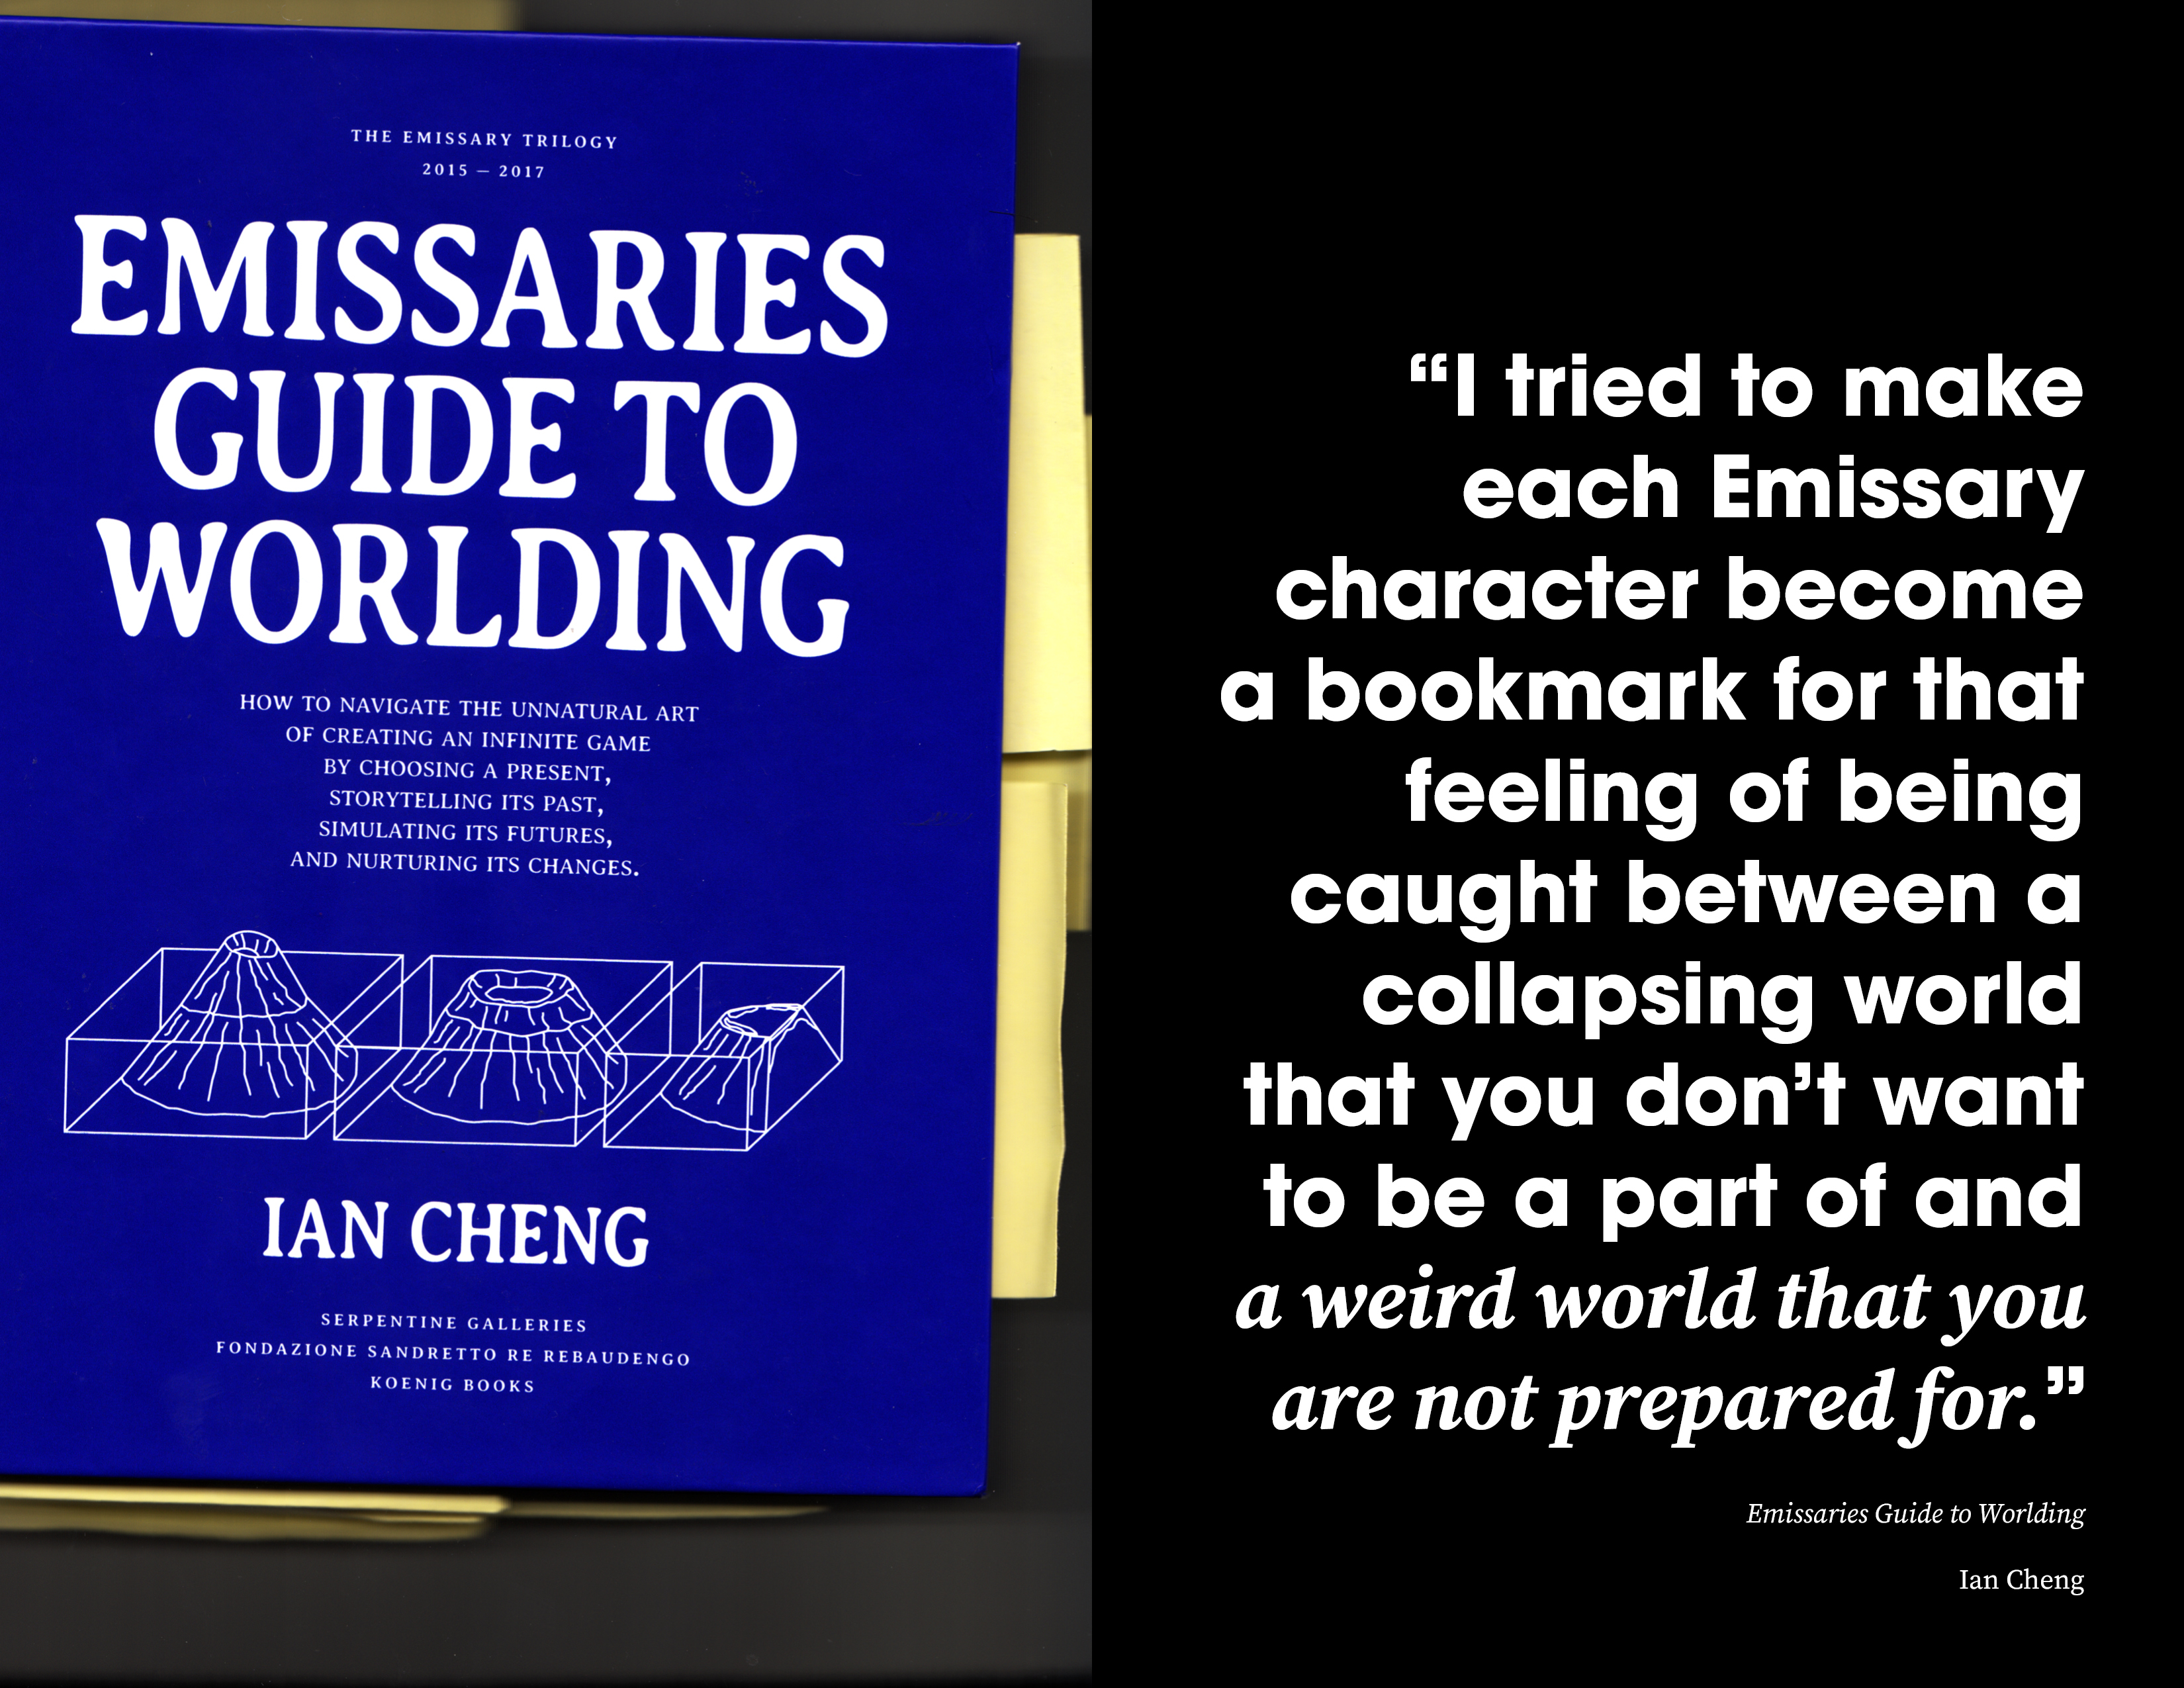 THE EMISSARY TRILOGY
2015 — 2017
EMISSARIES
GUIDE TO
WORLDING
HOW TO NAVIGATE THE UNNATURAL ART
OF CREATING AN INFINITE GAME
BY CHOOSING A PRESENT,
STORYTELLING ITS PAST,
SIMULATING ITS FUTURES,
AND NURTURING ITS CHANGES.
IAN CHENG
SERPENTINE GALLERIES
FONDAZIONE SANDRETTO RE REBAUDENGO
KOENIG BOOKS
“I tried to make
each Emissary
character become
a bookmark for that
feeling of being
caught between a
collapsing world
that you don’t want
to be a part of and
a weird world that you
are not prepared for.”
Emissaries Guide to Worlding
Ian Cheng